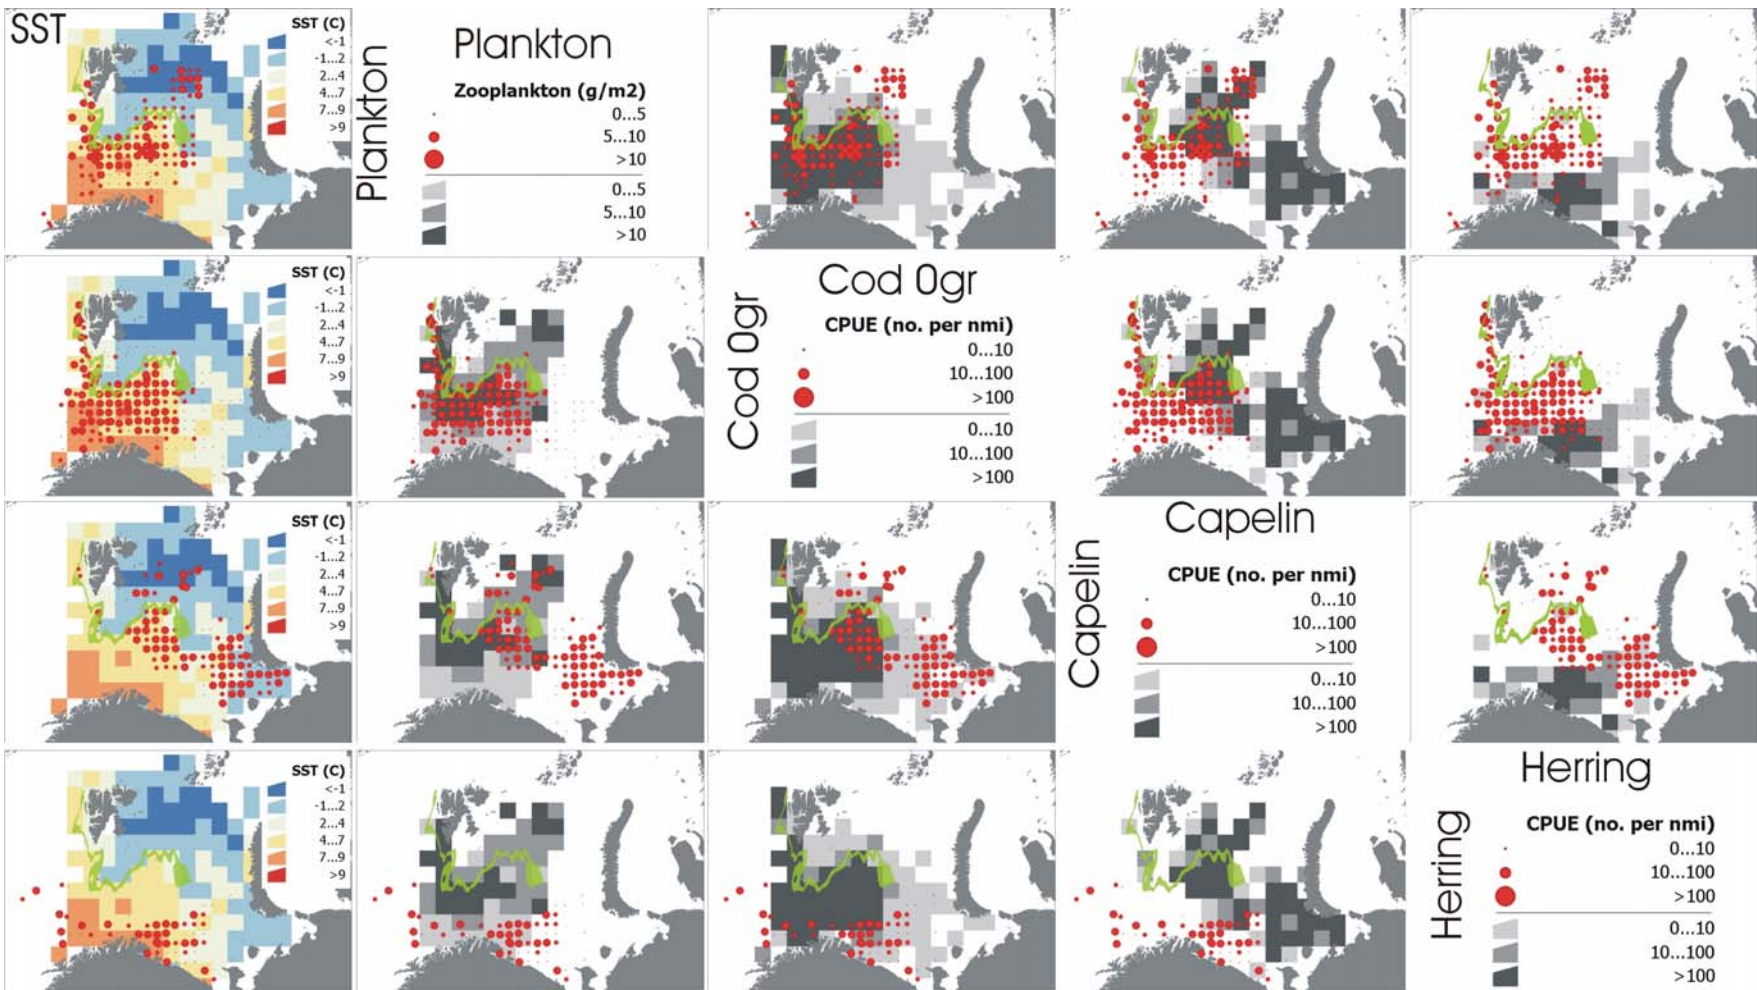 SST
SST (C)
<-1
-1...2
2...4
4...7
7...9
>9
Plankton
Plankton
Zooplankton (g/m2)
0...5
5...10
>10
0...5
5...10
>10
SST (C)
<-1
-1...2
2...4
4...7
7...9
>9
Cod 0gr
Cod 0gr
CPUE (no. per nmi)
0...10
10...100
>100
0...10
10...100
>100
SST (C)
<-1
-1...2
2...4
4...7
7...9
>9
Capelin
Capelin
CPUE (no. per nmi)
0...10
10...100
>100
0...10
10...100
>100
SST (C)
<-1
-1...2
2...4
4...7
7...9
>9
Herring
Herring
CPUE (no. per nmi)
0...10
10...100
>100
0...10
10...100
>100